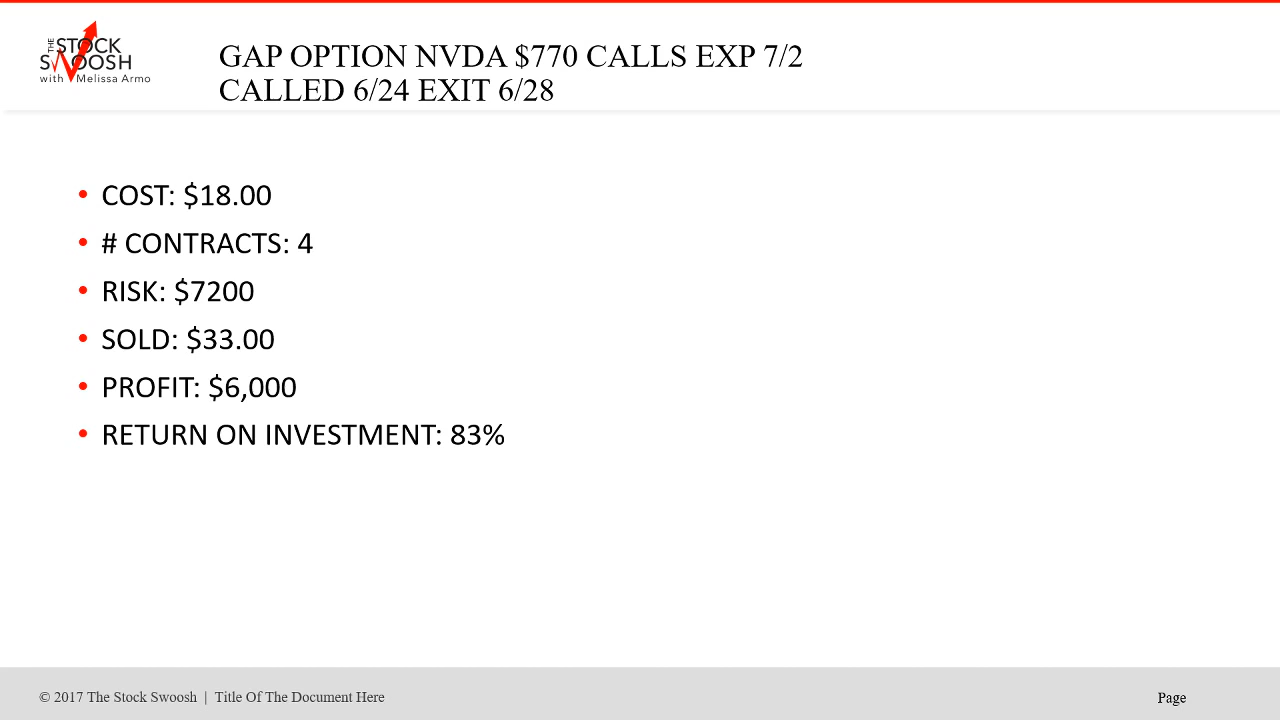 THE
STOCK
SWOOSH
with Melissa Armo
GAP OPTION NVDA $770 CALLS EXP 7/2
CALLED 6/24 EXIT 6/28
• COST: $18.00
• # CONTRACTS: 4
• RISK: $7200
• SOLD: $33.00
• PROFIT: $6,000
• RETURN ON INVESTMENT: 83%
© 2017 The Stock Swoosh | Title Of The Document Here
Page